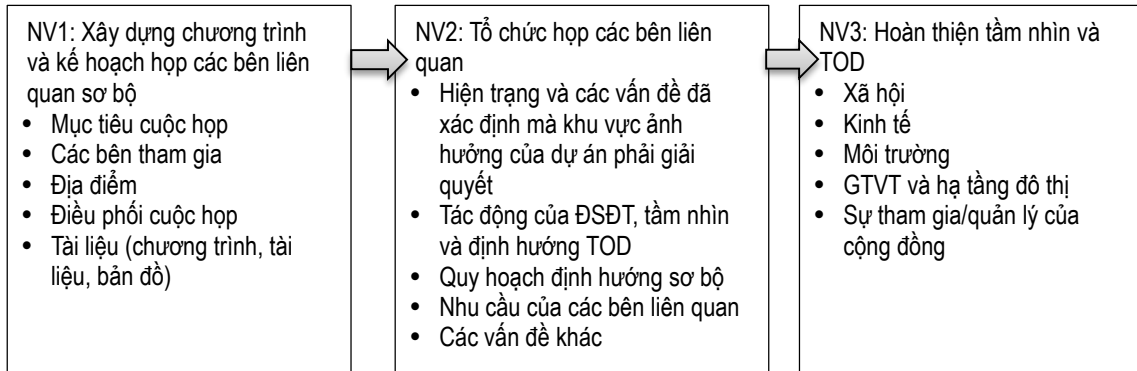 NV1: Xây dựng chương trình
và kế hoạch họp các bên liên
quan sơ bộ
• Mục tiêu cuộc họp
• Các bên tham gia
• Địa điểm
• Điều phối cuộc họp
• Tài liệu (chương trình, tài
liệu, bản đồ)
NV2: Tổ chức họp các bên liên
quan
• Hiện trạng và các vấn đề đã
xác định mà khu vực ảnh
hưởng của dự án phải giải
quyết
• Tác động của ĐSĐT, tầm nhìn
và định hướng TOD
• Quy hoạch định hướng sơ bộ
• Nhu cầu của các bên liên quan
• Các vấn đề khác
NV3: Hoàn thiện tầm nhìn và
TOD
• Xã hội
• Kinh tế
• Môi trường
• GTVT và hạ tầng đô thị
• Sự tham gia/quản lý của
cộng đồng